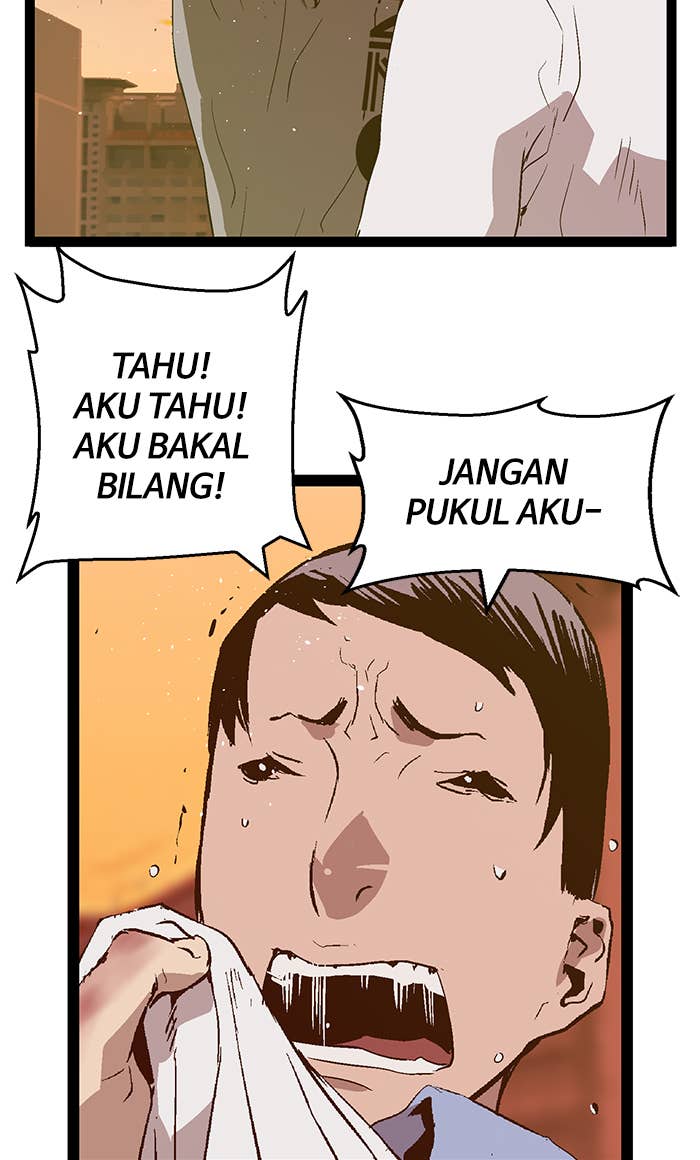 TAHU!
AKU TAHU!
AKU BAKAL
BILANG!
JANGAN
PUKUL AKU-